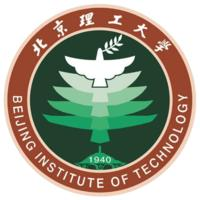 北京理工大学
1940
BEIJING INSTITUTE OF TECHNOLOGY